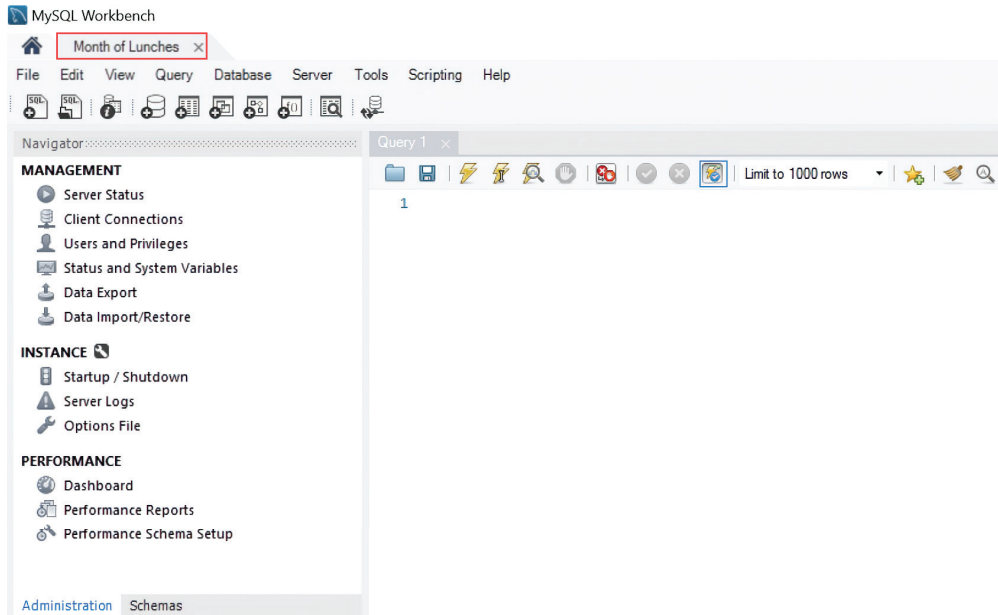 MySQL Workbench
Month of Lunches
File Edit View Query Database Server Tools Scripting Help
SQL SQL
Navigator
Query 1
MANAGEMENT
Server Status
Client Connections
Users and Privileges
Status and System Variables
Data Export
Data Import/Restore
INSTANCE
Startup / Shutdown
Server Logs
Options File
PERFORMANCE
Dashboard
Performance Reports
Performance Schema Setup
Administration Schemas
Limit to 1000 rows
1